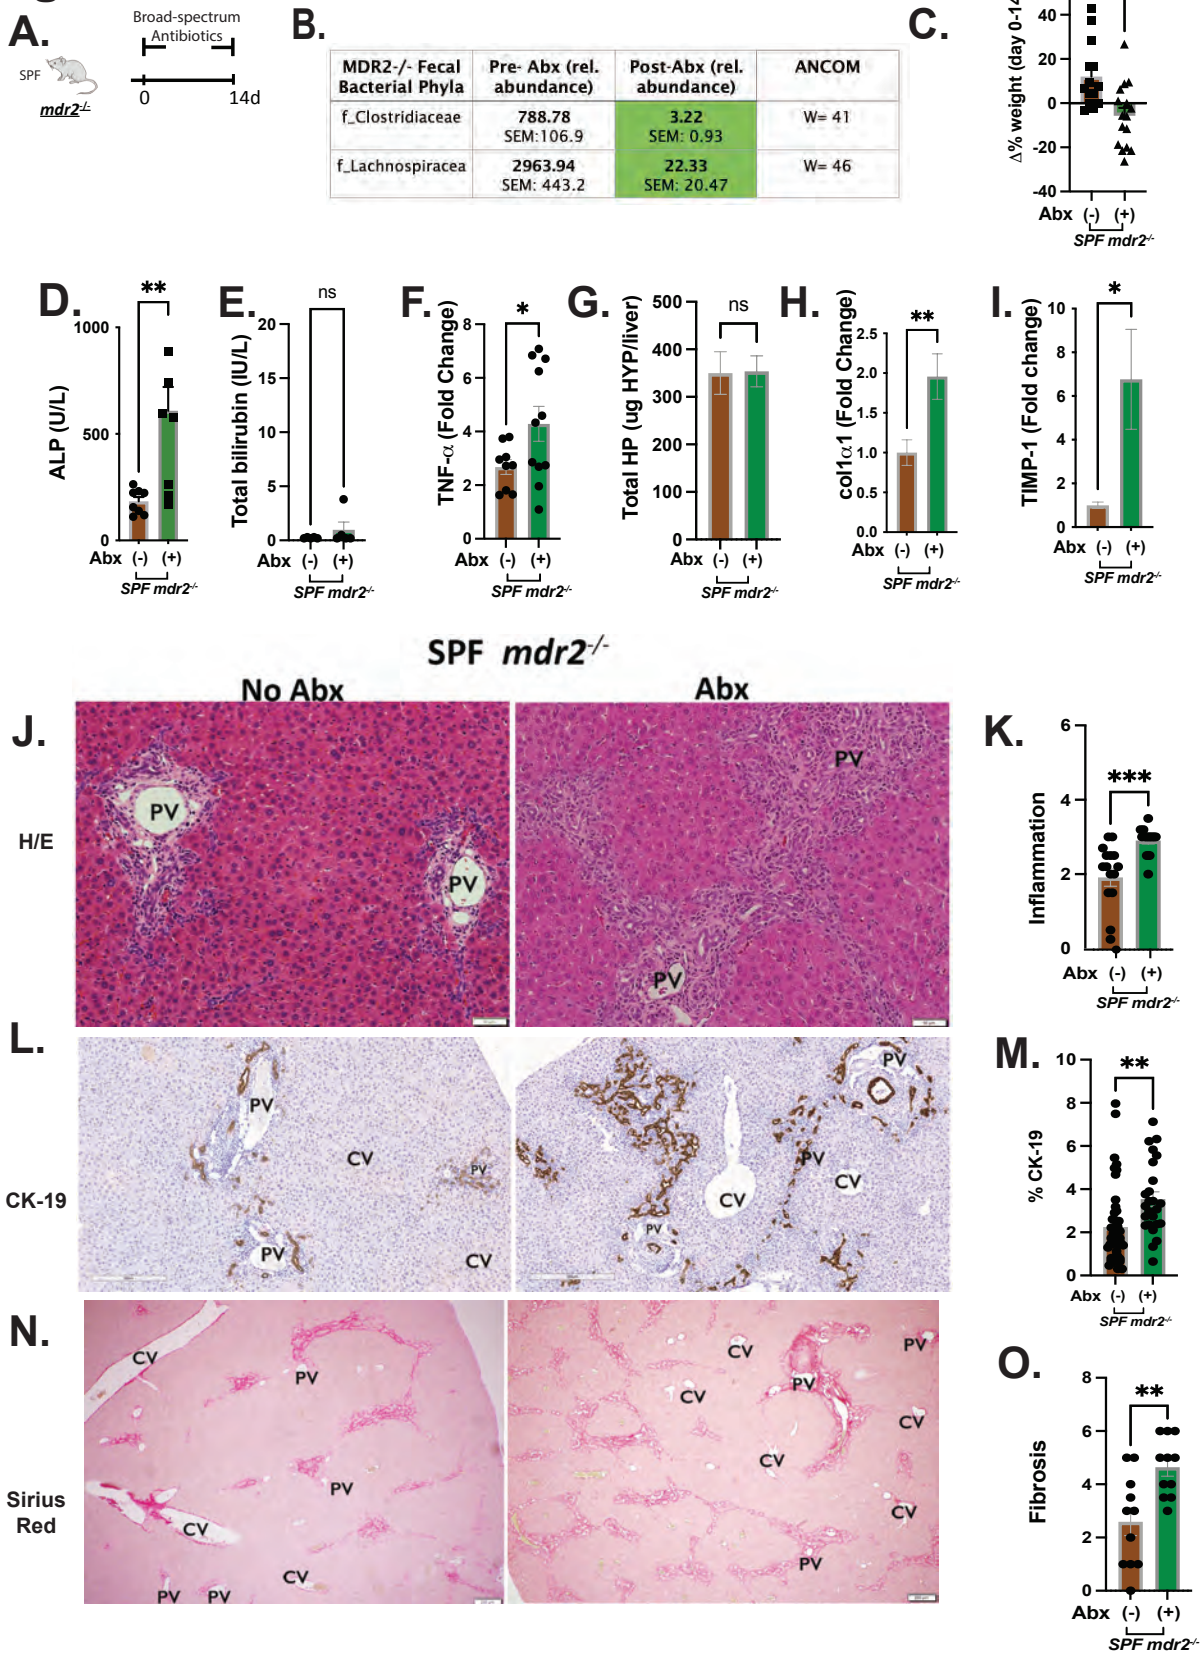 A.
SPF
mdr2-/-
Broad-spectrum
Antibiotics
0
14d
B.
MDR2-/- Fecal
Bacterial Phyla
Pre- Abx (rel.
abundance)
Post-Abx (rel.
abundance)
ANCOM
f_Clostridiaceae
788.78
SEM:106.9
3.22
SEM: 0.93
W= 41
f_Lachnospiracea
2963.94
SEM: 443.2
22.33
SEM: 20.47
W= 46
C.
Δ% weight (day 0-14
40
20
0
-20
-40
Abx (-) (+)
SPF mdr2-/-
D.
**
ALP (U/L)
1000
500
0
Abx (-) (+)
SPF mdr2-/-
E.
ns
Total bilirubin (IU/L)
20
15
10
5
0
Abx (-) (+)
SPF mdr2-/-
F.
*
TNF-α (Fold Change)
8
6
4
2
0
Abx (-) (+)
SPF mdr2-/-
G.
ns
Total HP (ug HYP/liver)
500
400
300
200
100
0
Abx (-) (+)
SPF mdr2-/-
H.
**
col1α1 (Fold Change)
2.5
2.0
1.5
1.0
0.5
0.0
Abx (-) (+)
SPF mdr2-/-
I.
*
TIMP-1 (Fold change)
10
8
6
4
2
0
Abx (-) (+)
SPF mdr2-/-
SPF mdr2-/-
No Abx
Abx
J.
H/E
PV
PV
PV
PV
K.
***
Inflammation
6
4
2
0
Abx (-) (+)
SPF mdr2-/-
L.
CK-19
PV
CV
PV
PV
CV
PV
PV
CV
CV
PV
M.
**
% CK-19
10
8
6
4
2
0
Abx (-) (+)
SPF mdr2-/-
N.
Sirius
Red
CV
PV
PV
CV
CV
PV
PV
CV
PV
PV
CV
CV
CV
CV
PV
O.
**
Fibrosis
8
6
4
2
0
Abx (-) (+)
SPF mdr2-/-